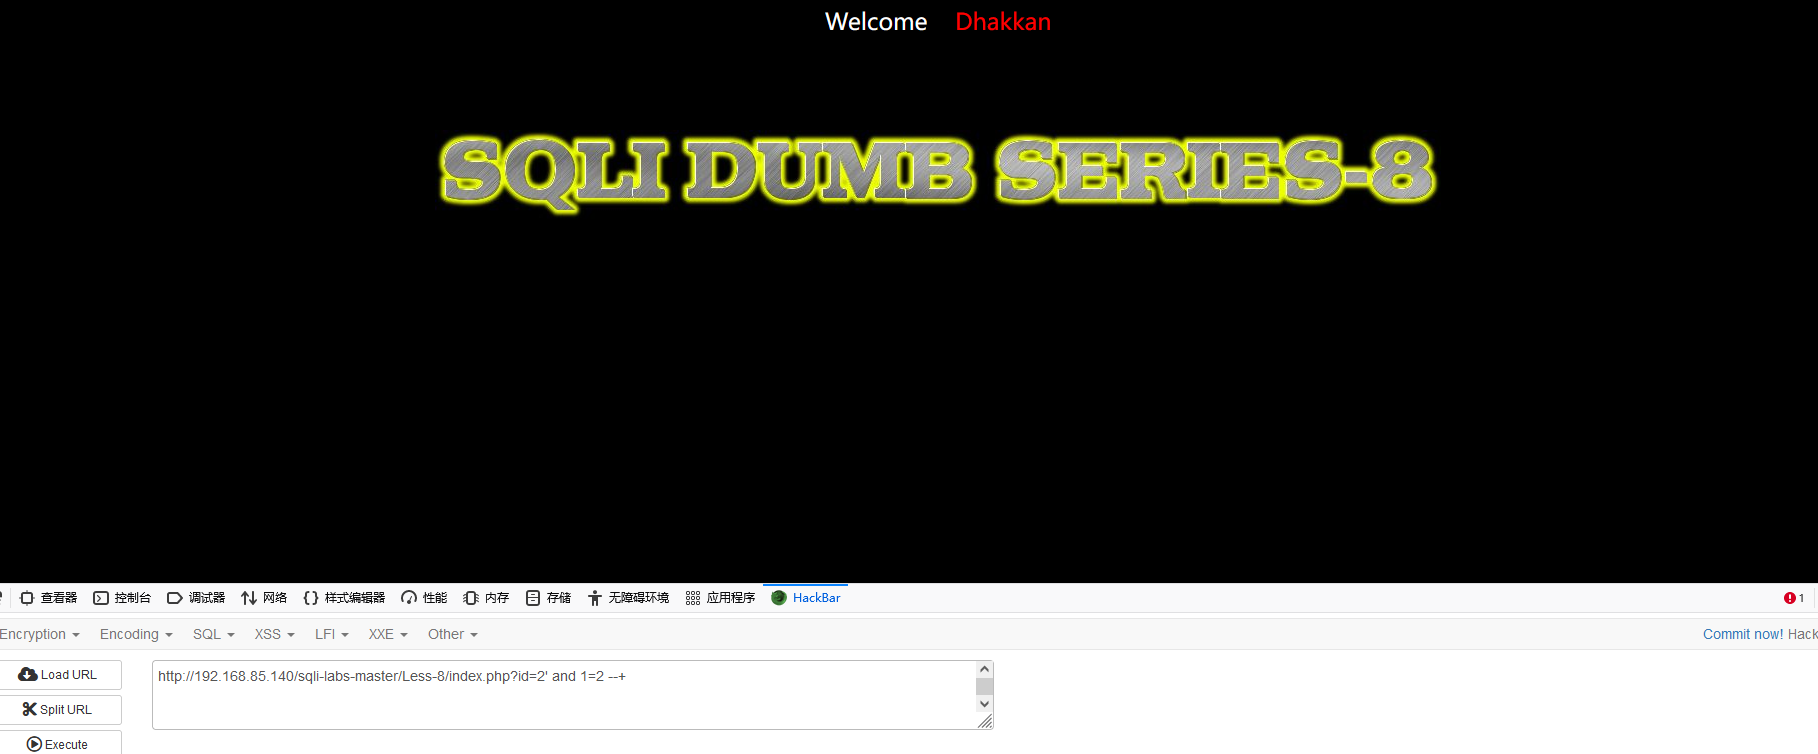 Welcome Dhakkan
SQLI DUMB SERIES-8
查看器 控制台 调试器 网络 样式编辑器 性能 内存 存储 无障碍环境 应用程序 HackBar 1
Encryption Encoding SQL XSS LFI XXE Other Commit now! Hack
Load URL http://192.168.85.140/sqli-labs-master/Less-8/index.php?id=2' and 1=2 --+
Split URL
Execute